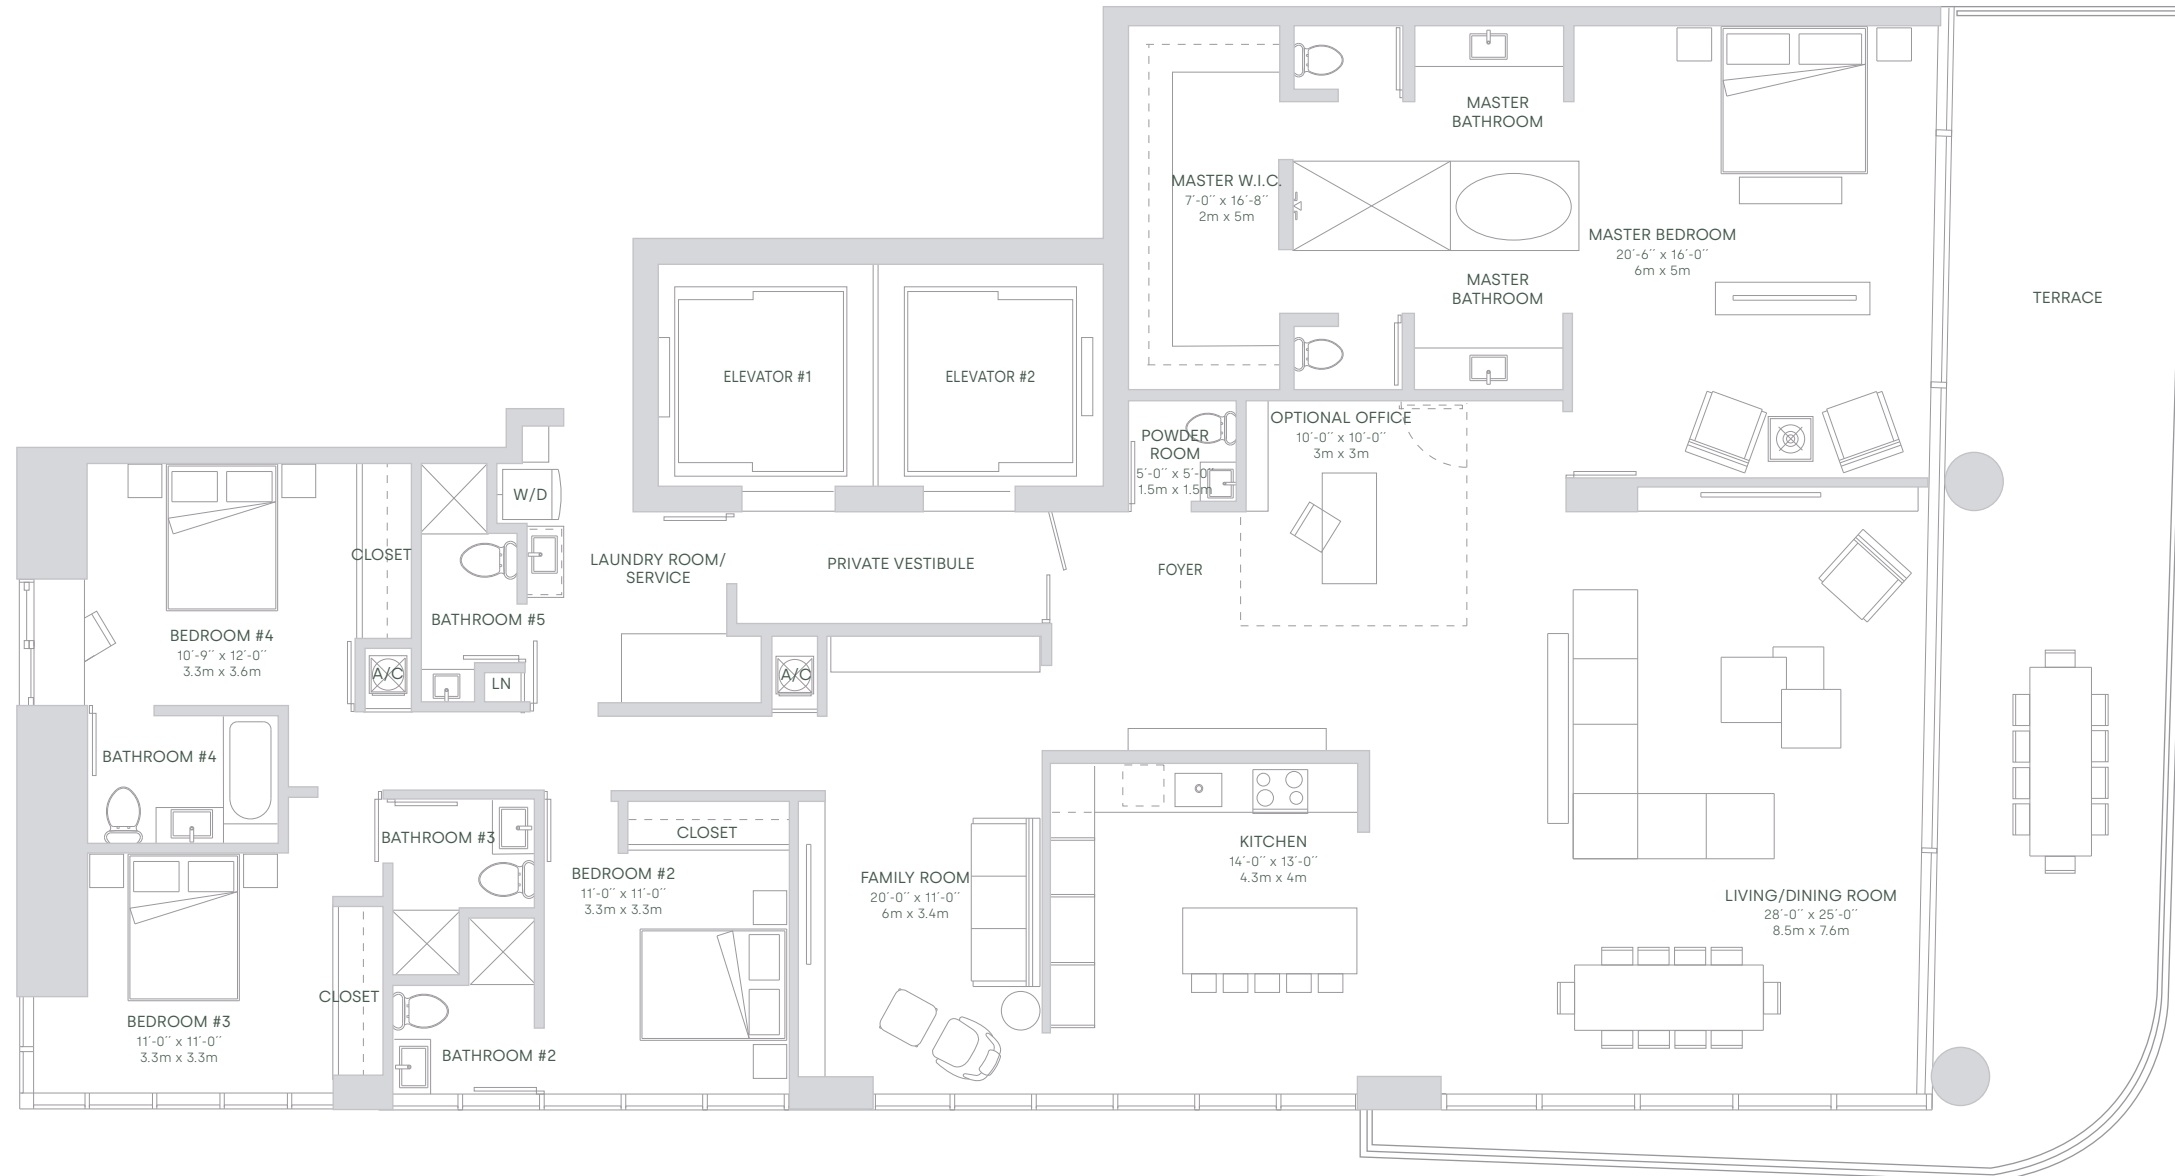 MASTER
BATHROOM
MASTER W.I.C.
7´-0´´ x 16´-8´´
2m x 5m
MASTER BEDROOM
20´-6´´ x 16´-0´´
6m x 5m
MASTER
BATHROOM
TERRACE
ELEVATOR #1
ELEVATOR #2
OPTIONAL OFFICE
10´-0´´ x 10´-0´´
3m x 3m
POWDER
ROOM
5´-0´´ x 5´-0´´
1.5m x 1.5m
W/D
CLOSET
LAUNDRY ROOM/
SERVICE
PRIVATE VESTIBULE
FOYER
BATHROOM #5
BEDROOM #4
10´-9´´ x 12´-0´´
3.3m x 3.6m
A/C
LN
A/C
BATHROOM #4
BATHROOM #3
CLOSET
KITCHEN
14´-0´´ x 13´-0´´
4.3m x 4m
BEDROOM #2
11´-0´´ x 11´-0´´
3.3m x 3.3m
FAMILY ROOM
20´-0´´ x 11´-0´´
6m x 3.4m
LIVING/DINING ROOM
28´-0´´ x 25´-0´´
8.5m x 7.6m
CLOSET
BEDROOM #3
11´-0´´ x 11´-0´´
3.3m x 3.3m
BATHROOM #2